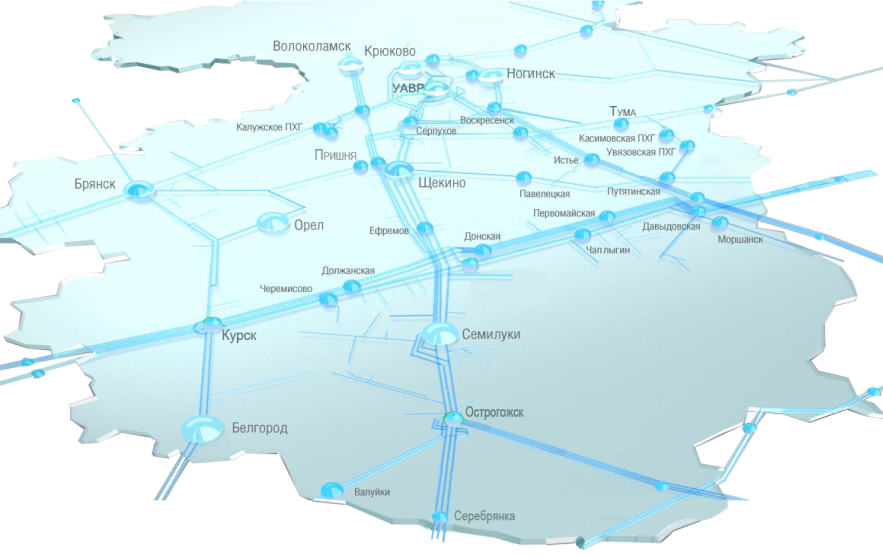 Волоколамск
Крюково
Ногинск
УАВР
Тума
Калужское ПХГ
Серпухов
Воскресенск
Касимовская ПХГ
Увязовская ПХГ
Пришня
Истье
Брянск
Щекино
Павелецкая
Путятинская
Орел
Ефремов
Первомайская
Давыдовская
Моршанск
Донская
Чаплыгин
Должанская
Черемисово
Курск
Семилуки
Острогожск
Белгород
Валуйки
Серебрянка